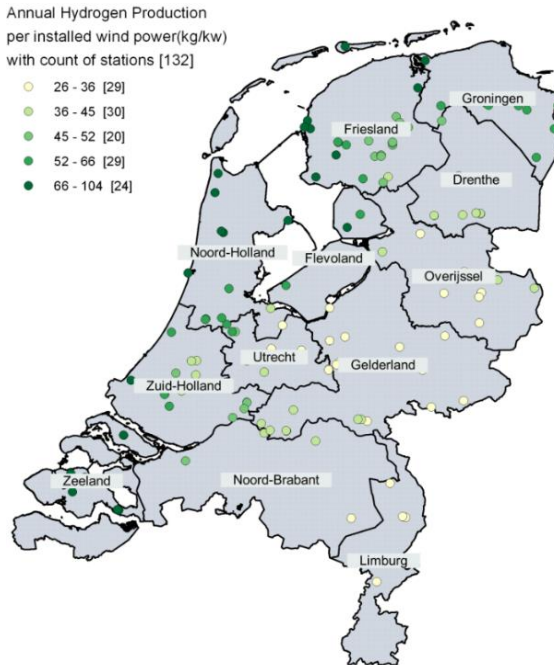 Annual Hydrogen Production
per installed wind power(kg/kw)
with count of stations [132]
26 - 36 [29]
36 - 45 [30]
45 - 52 [20]
52 - 66 [29]
66 - 104 [24]
Groningen
Friesland
Drenthe
Noord-Holland
Flevoland
Overijssel
Utrecht
Gelderland
Zuid-Holland
Zeeland
Noord-Brabant
Limburg